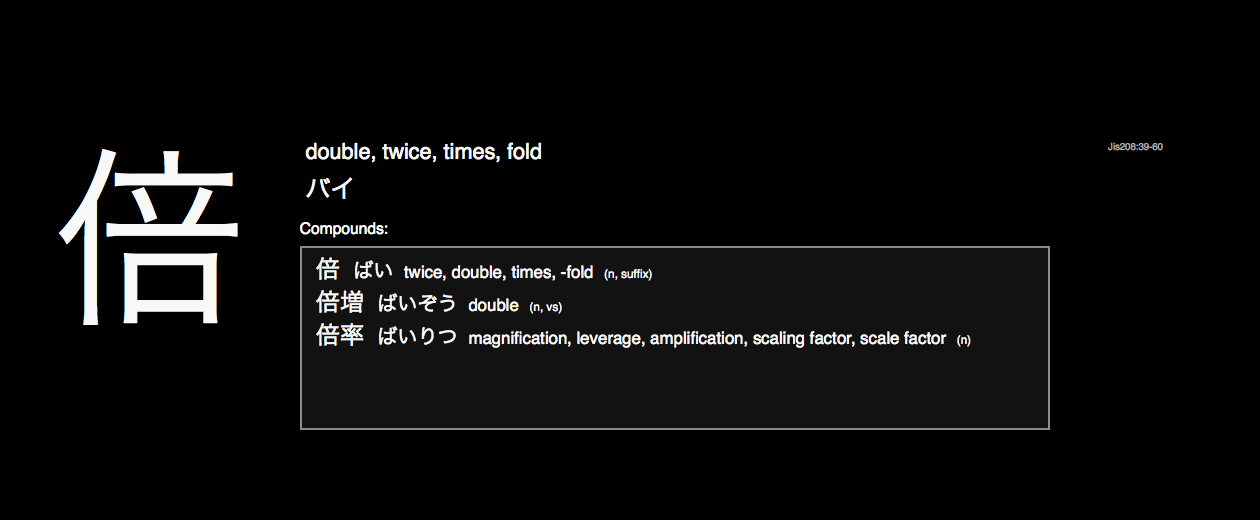 倍
double, twice, times, fold
Jis208:39-60
バイ
Compounds:
倍 ばい twice, double, times, -fold (n, suffix)
倍増 ばいぞう double (n, vs)
倍率 ばいりつ magnification, leverage, amplification, scaling factor, scale factor (n)